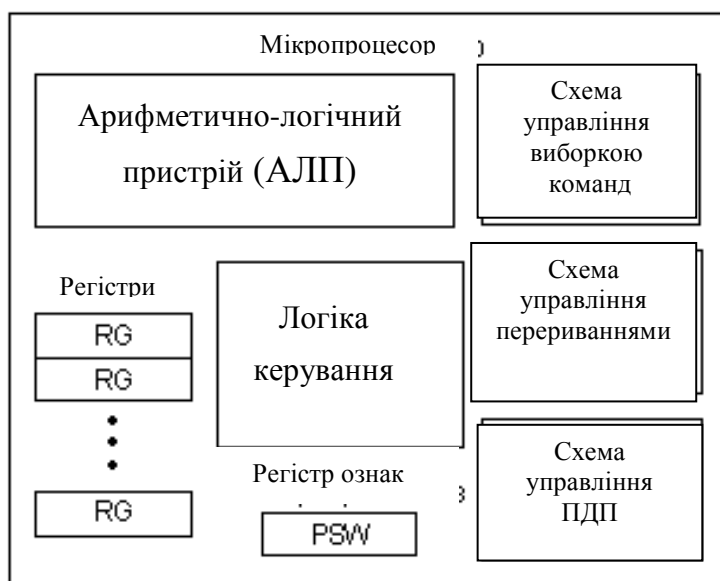 Мікропроцесор
Арифметично-логічний
пристрій (АЛП)
Схема
управління
виборкою
команд
Регістри
RG
RG
RG
Логіка
керування
Схема
управління
перериваннями
Регістр ознак
PSW
Схема
управління
ПДП